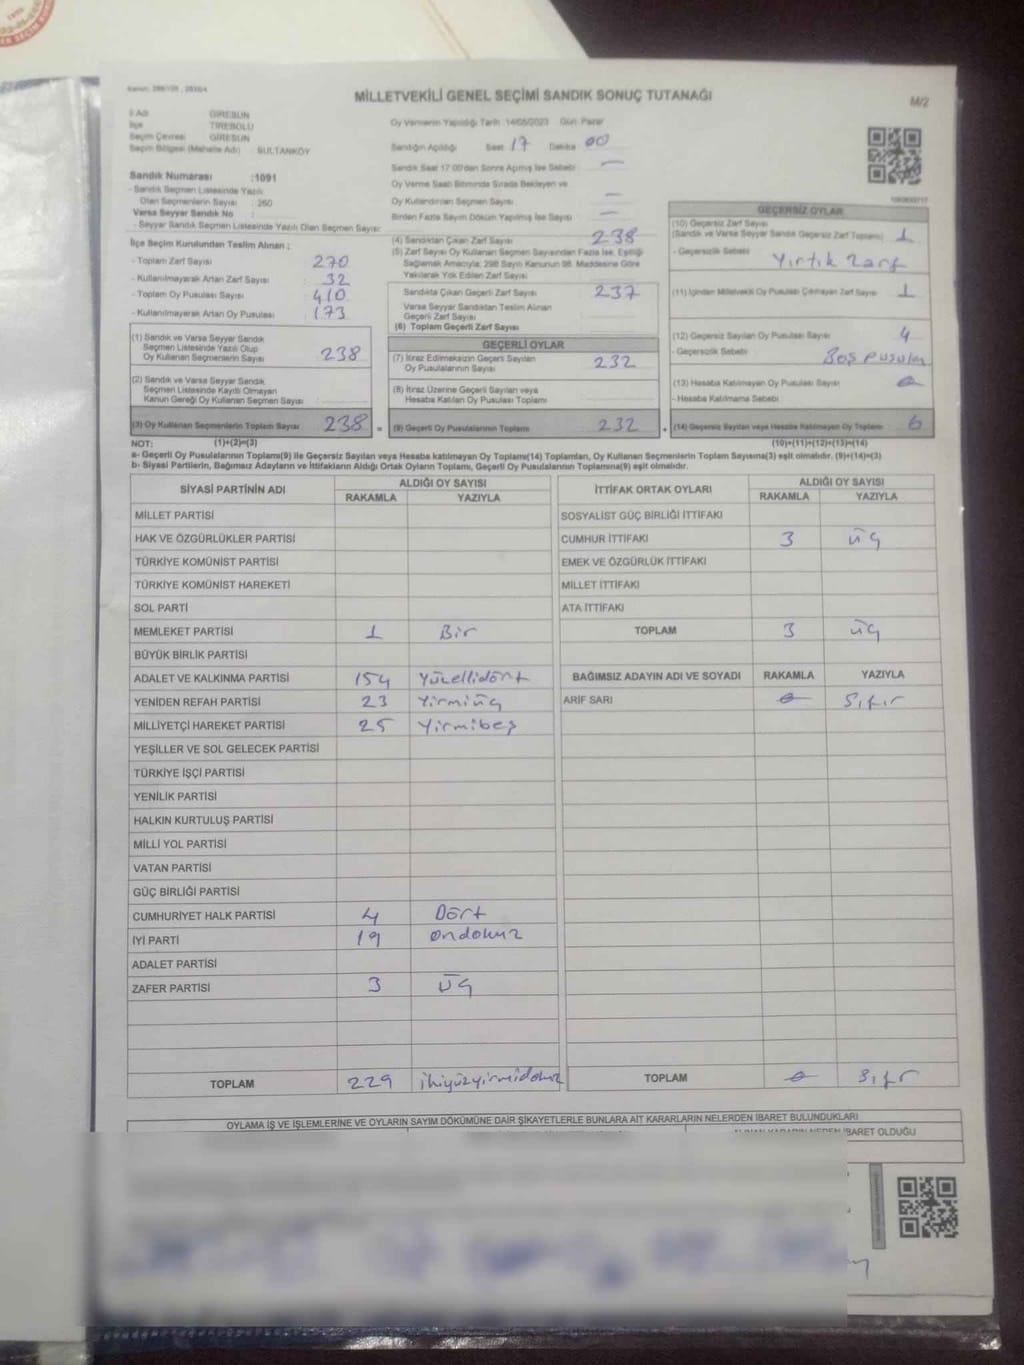 MİLLETVEKİLİ GENEL SEÇİMİ SANDIK SONUÇ TUTANAĞI
M/2
İl Adı GİRESUN
İlçe TİREBOLU
Seçim Çevresi GİRESUN
Seçim Bölgesi (Mahalle Adı) : SULTANKÖY
Sandık Numarası :1091
- Sandık Seçmen Listesinde Yazılı
Olan Seçmenlerin Sayısı : 260
Varsa Seyyar Sandık No :
- Seyyar Sandık Seçmen Listesinde Yazılı Olan Seçmen Sayısı:
İlçe Seçim Kurulundan Teslim Alınan ;
- Toplam Zarf Sayısı 270
- Kullanılmayarak Artan Zarf Sayısı 32
- Toplam Oy Pusulası Sayısı 410
- Kullanılmayarak Artan Oy Pusulası 173
(1) Sandık ve Varsa Seyyar Sandık
Seçmen Listesinde Yazılı Olup
Oy Kullanan Seçmenlerin Sayısı 238
(2) Sandık ve Varsa Seyyar Sandık
Seçmen Listesinde Kayıtlı Olmayan
Kanun Gereği Oy Kullanan Seçmen Sayısı :
(3) Oy Kullanan Seçmenlerin Toplam Sayısı 238
Oy Vermenin Yapıldığı Tarih: 14/05/2023 Gün: Pazar
Sandığın Açıldığı Saat 17 Dakika 00
Sandık Saat 17:00'den Sonra Açılmış İse Sebebi : —
Oy Verme Saati Bitiminde Sırada Bekleyen ve
Oy Kullandırılan Seçmen Sayısı : —
Birden Fazla Sayım Döküm Yapılmış İse Sayısı : —
(4) Sandıktan Çıkan Zarf Sayısı 238
(5) Zarf Sayısı Oy Kullanan Seçmen Sayısından Fazla İse, Eşitliği
Sağlamak Amacıyla; 298 Sayılı Kanunun 98. Maddesine Göre
Yakılarak Yok Edilen Zarf Sayısı
Sandıkta Çıkan Geçerli Zarf Sayısı : 237
Varsa Seyyar Sandıktan Teslim Alınan
Geçerli Zarf Sayısı
(6) Toplam Geçerli Zarf Sayısı
GEÇERLİ OYLAR
(7) İtiraz Edilmeksizin Geçerli Sayılan
Oy Pusulalarının Sayısı 232
(8) İtiraz Üzerine Geçerli Sayılan veya
Hesaba Katılan Oy Pusulası Toplamı
(9) Geçerli Oy Pusulalarının Toplamı 232
GEÇERSİZ OYLAR
(10) Geçersiz Zarf Sayısı
(Sandık ve Varsa Seyyar Sandık Geçersiz Zarf Toplamı) 1
- Geçersizlik Sebebi : Yırtık zarf
(11) İçinden Milletvekili Oy Pusulası Çıkmayan Zarf Sayısı 1
(12) Geçersiz Sayılan Oy Pusulası Sayısı 4
- Geçersizlik Sebebi Boş pusula
(13) Hesaba Katılmayan Oy Pusulası Sayısı 0
- Hesaba Katılmama Sebebi
(14) Geçersiz Sayılan veya Hesaba Katılmayan Oy Toplamı 6
NOT: (1)+(2)=(3) (10)+(11)+(12)+(13)=(14)
a- Geçerli Oy Pusulalarının Toplamı(9) ile Geçersiz Sayılan veya Hesaba katılmayan Oy Toplamı(14) Toplamları, Oy Kullanan Seçmenlerin Toplam Sayısına(3) eşit olmalıdır. (9)+(14)=(3)
b- Siyasi Partilerin, Bağımsız Adayların ve İttifakların Aldığı Ortak Oyların Toplamı, Geçerli Oy Pusulalarının Toplamına(9) eşit olmalıdır.
SİYASİ PARTİNİN ADI ALDIĞI OY SAYISI
RAKAMLA YAZIYLA
MİLLET PARTİSİ
HAK VE ÖZGÜRLÜKLER PARTİSİ
TÜRKİYE KOMÜNİST PARTİSİ
TÜRKİYE KOMÜNİST HAREKETİ
SOL PARTİ
MEMLEKET PARTİSİ 1 Bir
BÜYÜK BİRLİK PARTİSİ
ADALET VE KALKINMA PARTİSİ 154 Yüzellidört
YENİDEN REFAH PARTİSİ 23 Yirmiüç
MİLLİYETÇİ HAREKET PARTİSİ 25 Yirmibeş
YEŞİLLER VE SOL GELECEK PARTİSİ
TÜRKİYE İŞÇİ PARTİSİ
YENİLİK PARTİSİ
HALKIN KURTULUŞ PARTİSİ
MİLLİ YOL PARTİSİ
VATAN PARTİSİ
GÜÇ BİRLİĞİ PARTİSİ
CUMHURİYET HALK PARTİSİ 4 Dört
İYİ PARTİ 19 ondokuz
ADALET PARTİSİ
ZAFER PARTİSİ 3 üç
TOPLAM 229 ikiyüzyirmidokuz
İTTİFAK ORTAK OYLARI ALDIĞI OY SAYISI
RAKAMLA YAZIYLA
SOSYALİST GÜÇ BİRLİĞİ İTTİFAKI
CUMHUR İTTİFAKI 3 üç
EMEK VE ÖZGÜRLÜK İTTİFAKI
MİLLET İTTİFAKI
ATA İTTİFAKI
TOPLAM 3 üç
BAĞIMSIZ ADAYIN ADI VE SOYADI RAKAMLA YAZIYLA
ARİF SARI 0 Sıfır
TOPLAM 0 Sıfır
OYLAMA İŞ VE İŞLEMLERİNE VE OYLARIN SAYIM DÖKÜMÜNE DAİR ŞİKAYETLERLE BUNLARA AİT KARARLARIN NELERDEN İBARET BULUNDUKLARI
ALINAN KARARIN NEDEN İBARET OLDUĞU